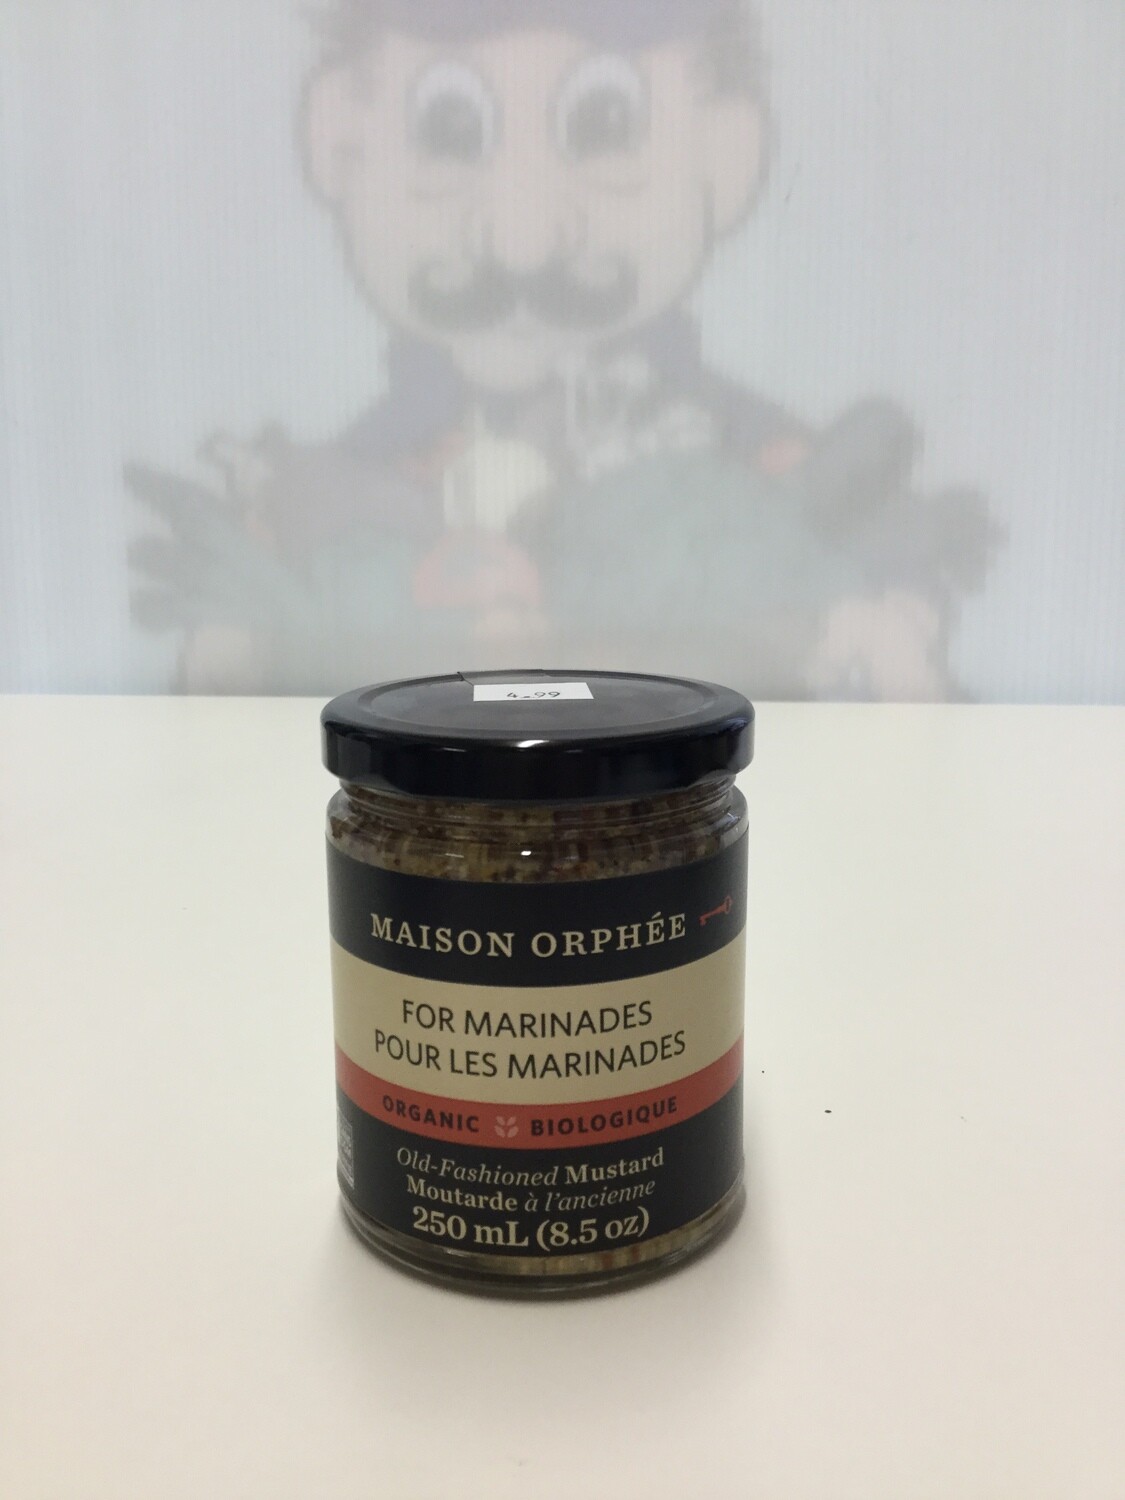 4.99
MAISON ORPHÉE
FOR MARINADES
POUR LES MARINADES
ORGANIC BIOLOGIQUE
Old-Fashioned Mustard
Moutarde à l'ancienne
250 mL (8.5 oz)